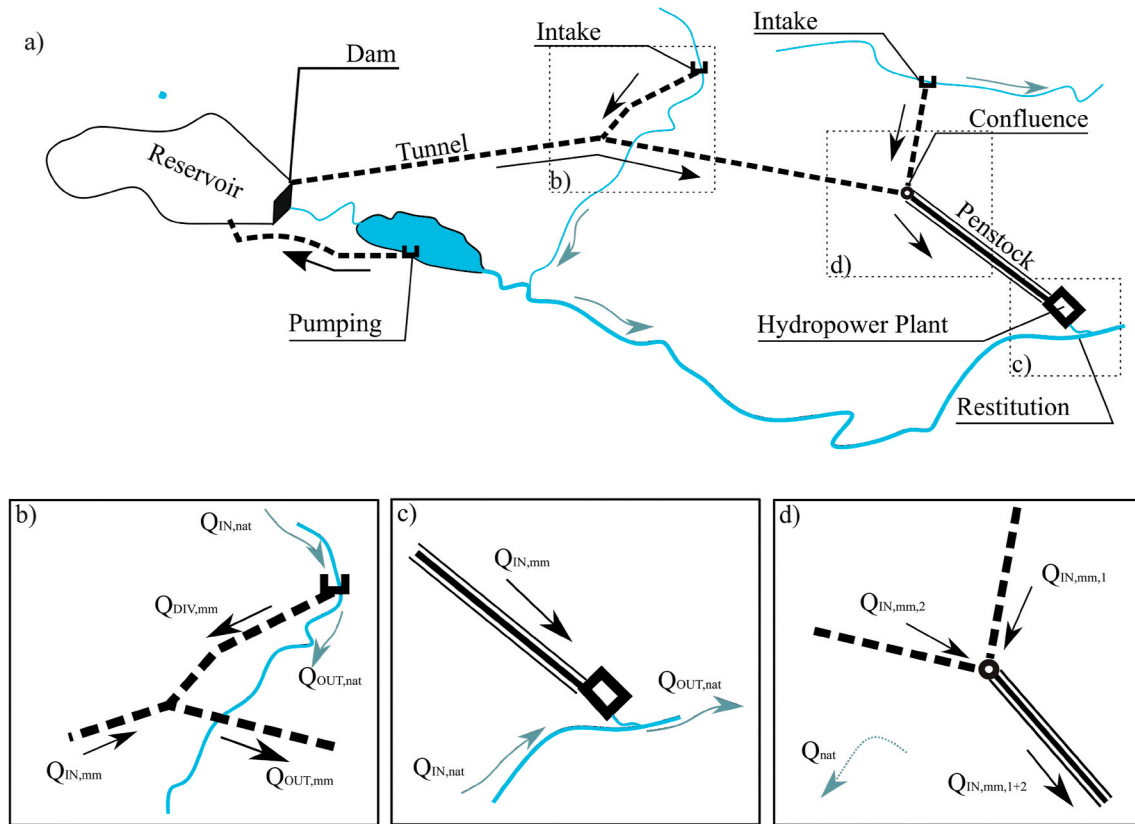 a)
Dam
Intake
Intake
Confluence
Reservoir
Tunnel
b)
Penstock
d)
Pumping
Hydropower Plant
c)
Restitution
b)
QIN,nat
QDIV,mm
QOUT,nat
QIN,mm
QOUT,mm
c)
QIN,mm
QOUT,nat
QIN,nat
d)
QIN,mm,1
QIN,mm,2
Qnat
QIN,mm,1+2